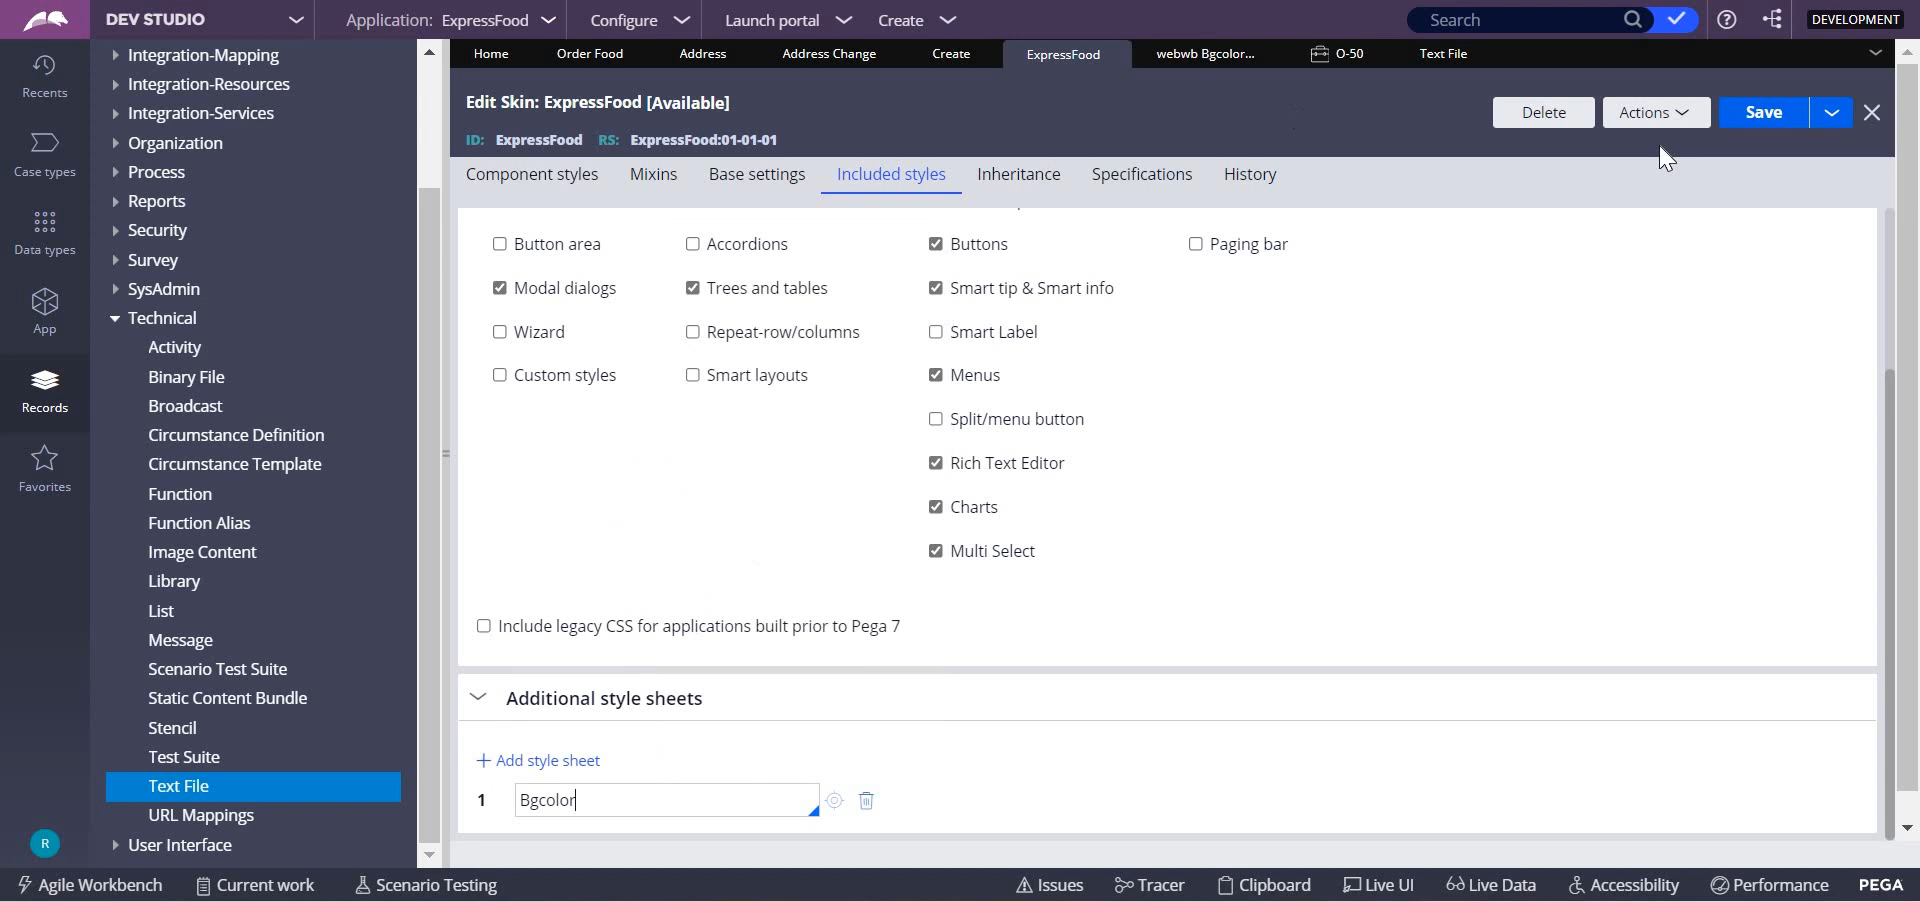 DEV STUDIO
Application: ExpressFood
Configure
Launch portal
Create
Search
DEVELOPMENT
Recents
Case types
Data types
App
Records
Favorites
R
Integration-Mapping
Integration-Resources
Integration-Services
Organization
Process
Reports
Security
Survey
SysAdmin
Technical
Activity
Binary File
Broadcast
Circumstance Definition
Circumstance Template
Function
Function Alias
Image Content
Library
List
Message
Scenario Test Suite
Static Content Bundle
Stencil
Test Suite
Text File
URL Mappings
User Interface
Home
Order Food
Address
Address Change
Create
ExpressFood
webwb Bgcolor...
O-50
Text File
Edit Skin: ExpressFood [Available]
ID: ExpressFood RS: ExpressFood:01-01-01
Delete
Actions
Save
Component styles
Mixins
Base settings
Included styles
Inheritance
Specifications
History
Button area
Accordions
Buttons
Paging bar
Modal dialogs
Trees and tables
Smart tip & Smart info
Wizard
Repeat-row/columns
Smart Label
Custom styles
Smart layouts
Menus
Split/menu button
Rich Text Editor
Charts
Multi Select
Include legacy CSS for applications built prior to Pega 7
Additional style sheets
+ Add style sheet
1 Bgcolor
Agile Workbench
Current work
Scenario Testing
Issues
Tracer
Clipboard
Live UI
Live Data
Accessibility
Performance
PEGA